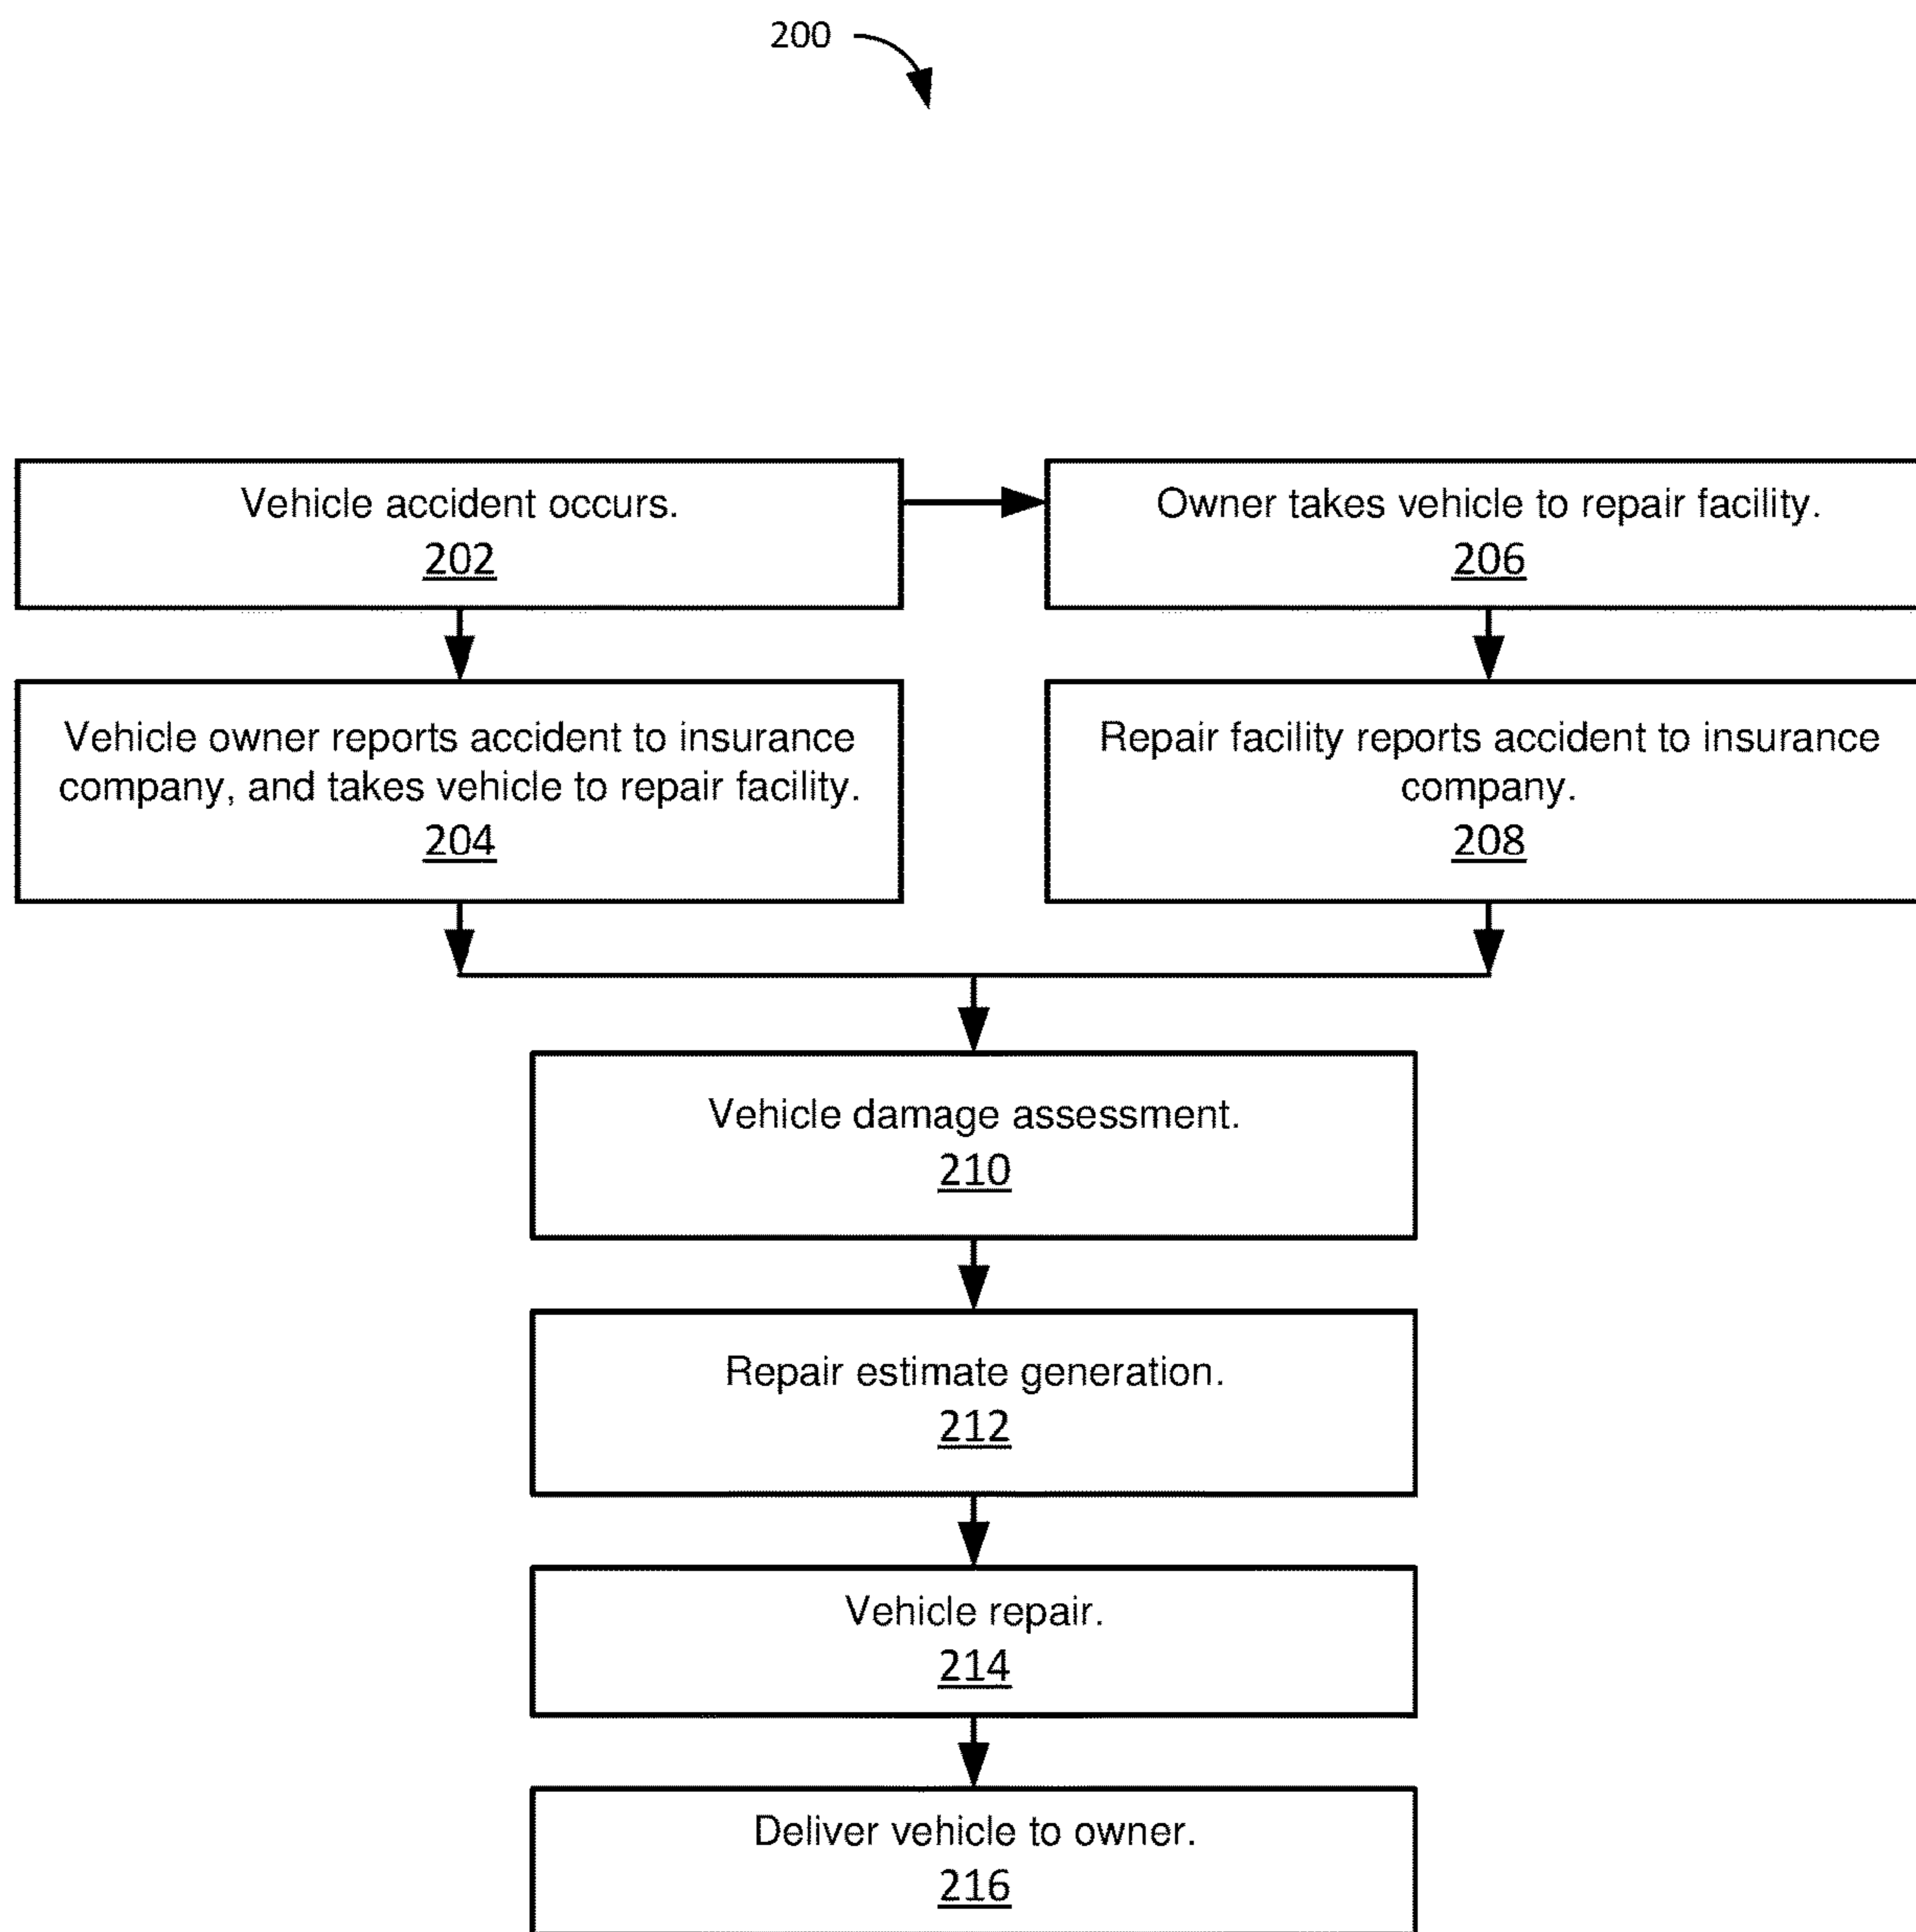 200
Vehicle accident occurs.
202
Owner takes vehicle to repair facility.
206
Vehicle owner reports accident to insurance
company, and takes vehicle to repair facility.
204
Repair facility reports accident to insurance
company.
208
Vehicle damage assessment.
210
Repair estimate generation.
212
Vehicle repair.
214
Deliver vehicle to owner.
216